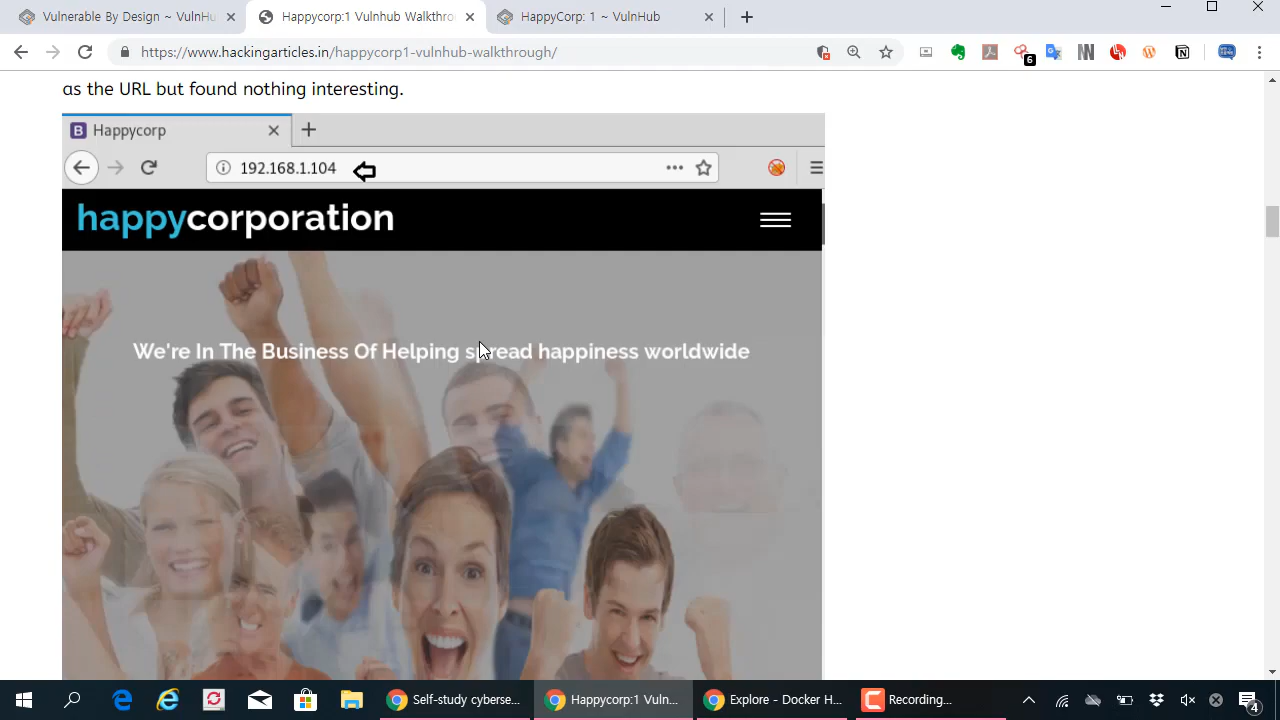 Vulnerable By Design ~ VulnHu
Happycorp:1 Vulnhub Walkthro
HappyCorp: 1 ~ VulnHub
https://www.hackingarticles.in/happycorp1-vulnhub-walkthrough/
6
as the URL but found nothing interesting.
B Happycorp
192.168.1.104
happycorporation
We're In The Business Of Helping spread happiness worldwide
Self-study cyberse...
Happycorp:1 Vuln...
Explore - Docker H...
Recording...
4